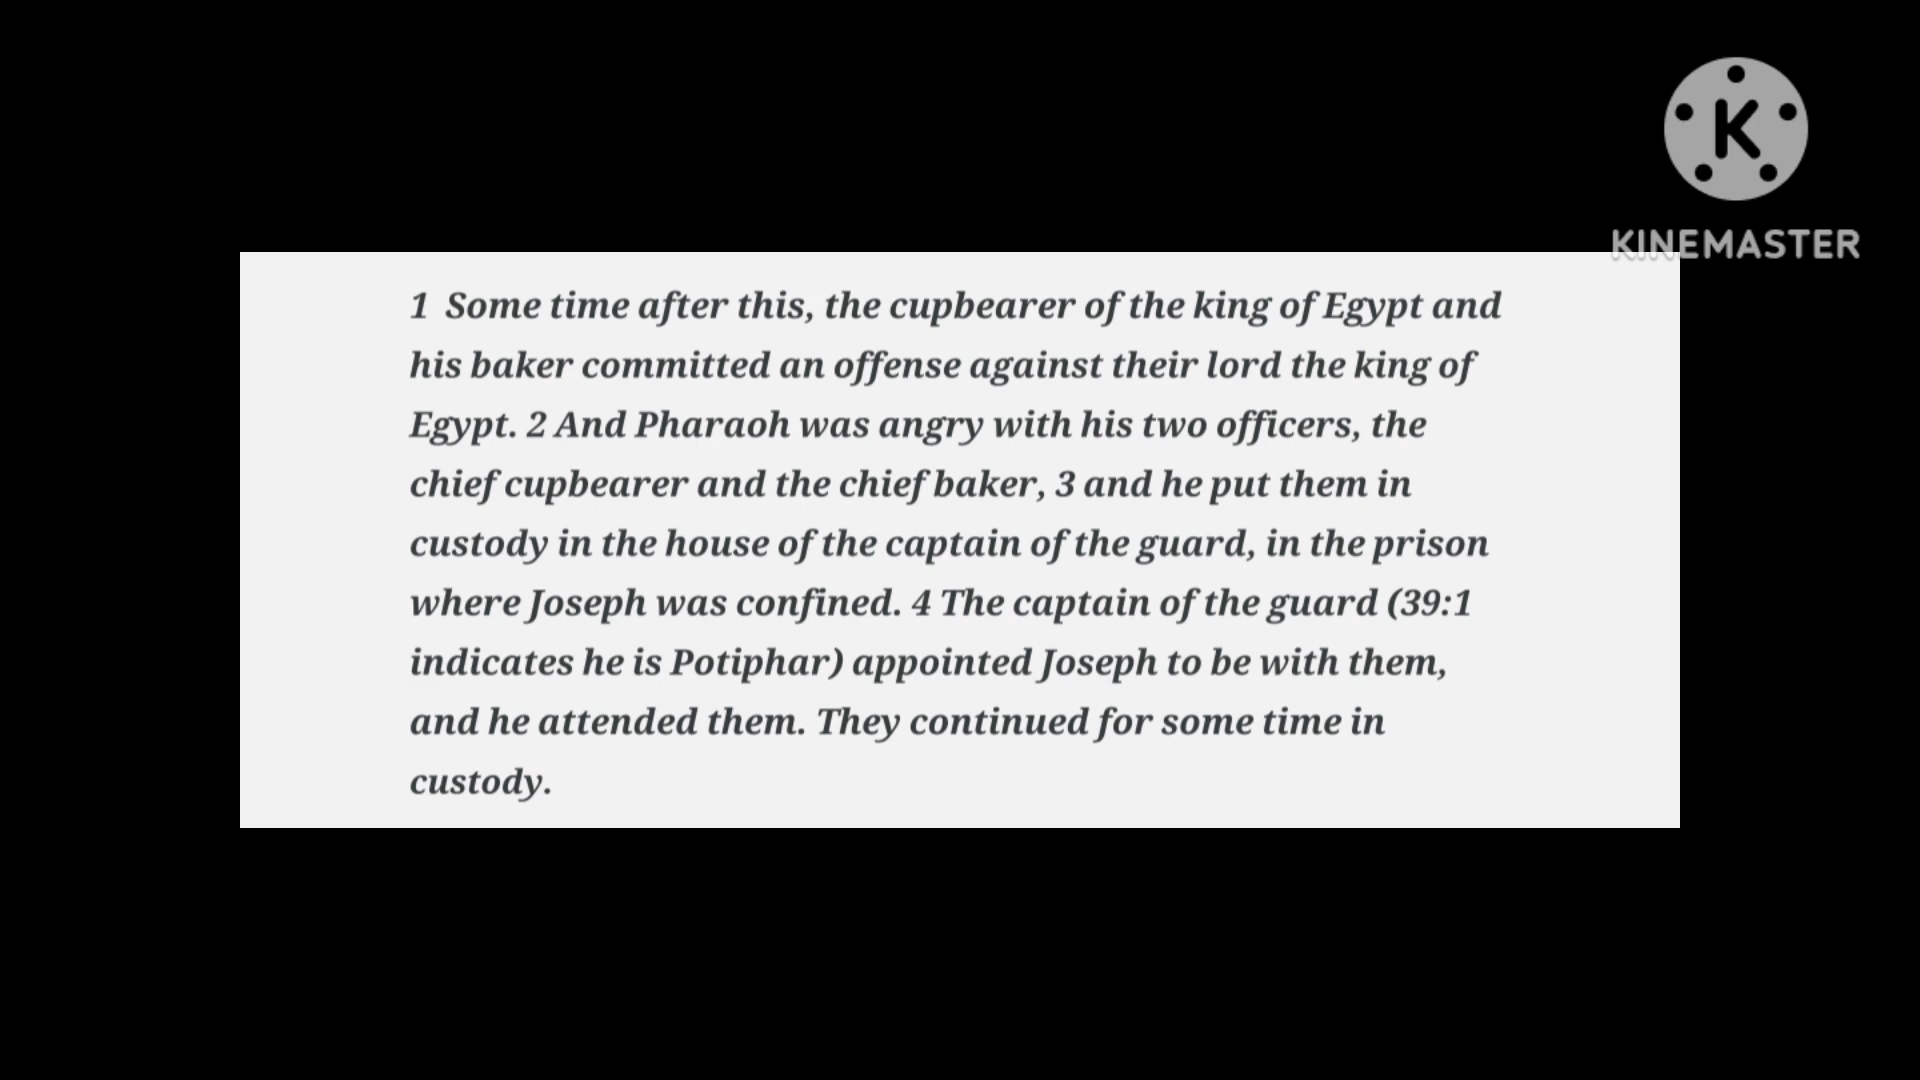 K
KINEMASTER
1 Some time after this, the cupbearer of the king of Egypt and
his baker committed an offense against their lord the king of
Egypt. 2 And Pharaoh was angry with his two officers, the
chief cupbearer and the chief baker, 3 and he put them in
custody in the house of the captain of the guard, in the prison
where Joseph was confined. 4 The captain of the guard (39:1
indicates he is Potiphar) appointed Joseph to be with them,
and he attended them. They continued for some time in
custody.